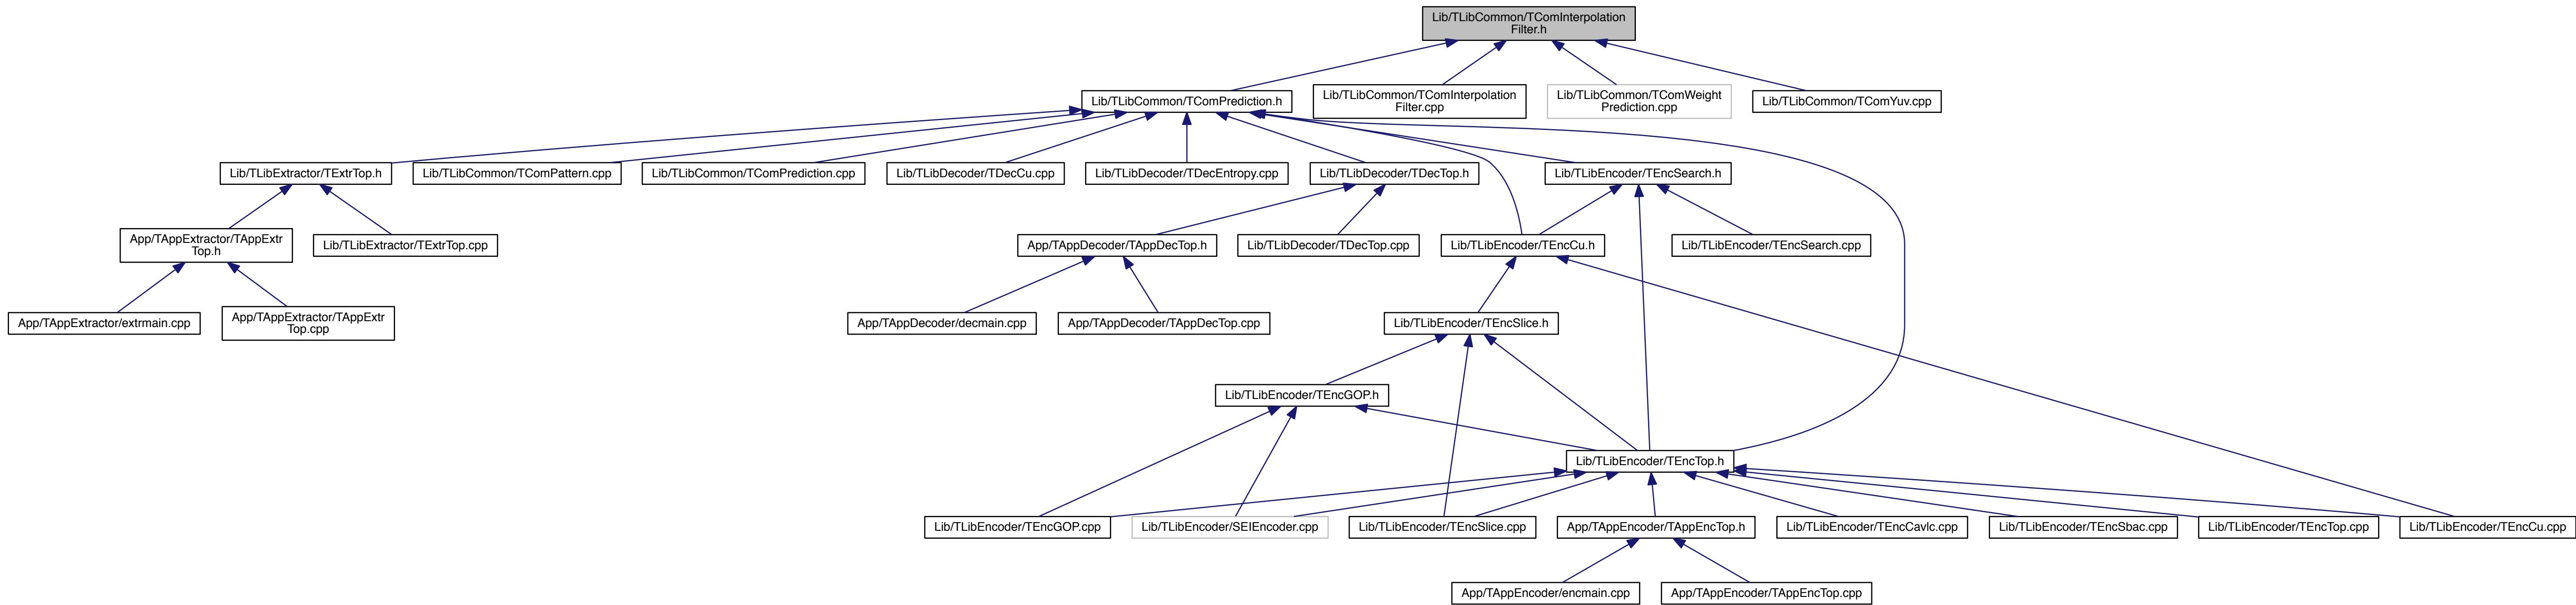 Lib/TLibCommon/TComInterpolation
Filter.h
Lib/TLibCommon/TComPrediction.h
Lib/TLibCommon/TComInterpolation
Filter.cpp
Lib/TLibCommon/TComWeight
Prediction.cpp
Lib/TLibCommon/TComYuv.cpp
Lib/TLibExtractor/TExtrTop.h
Lib/TLibCommon/TComPattern.cpp
Lib/TLibCommon/TComPrediction.cpp
Lib/TLibDecoder/TDecCu.cpp
Lib/TLibDecoder/TDecEntropy.cpp
Lib/TLibDecoder/TDecTop.h
Lib/TLibEncoder/TEncSearch.h
App/TAppExtractor/TAppExtr
Top.h
Lib/TLibExtractor/TExtrTop.cpp
App/TAppDecoder/TAppDecTop.h
Lib/TLibDecoder/TDecTop.cpp
Lib/TLibEncoder/TEncCu.h
Lib/TLibEncoder/TEncSearch.cpp
App/TAppExtractor/extrmain.cpp
App/TAppExtractor/TAppExtr
Top.cpp
App/TAppDecoder/decmain.cpp
App/TAppDecoder/TAppDecTop.cpp
Lib/TLibEncoder/TEncSlice.h
Lib/TLibEncoder/TEncGOP.h
Lib/TLibEncoder/TEncTop.h
Lib/TLibEncoder/TEncGOP.cpp
Lib/TLibEncoder/SEIEncoder.cpp
Lib/TLibEncoder/TEncSlice.cpp
App/TAppEncoder/TAppEncTop.h
Lib/TLibEncoder/TEncCavlc.cpp
Lib/TLibEncoder/TEncSbac.cpp
Lib/TLibEncoder/TEncTop.cpp
Lib/TLibEncoder/TEncCu.cpp
App/TAppEncoder/encmain.cpp
App/TAppEncoder/TAppEncTop.cpp